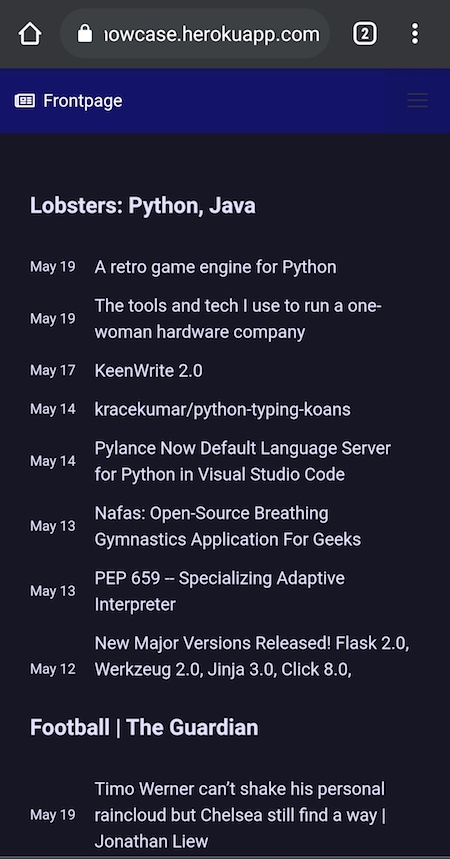 howcase.herokuapp.com
2
Frontpage
Lobsters: Python, Java
May 19
A retro game engine for Python
May 19
The tools and tech I use to run a one-
woman hardware company
May 17
KeenWrite 2.0
May 14
kracekumar/python-typing-koans
May 14
Pylance Now Default Language Server
for Python in Visual Studio Code
May 13
Nafas: Open-Source Breathing
Gymnastics Application For Geeks
May 13
PEP 659 -- Specializing Adaptive
Interpreter
May 12
New Major Versions Released! Flask 2.0,
Werkzeug 2.0, Jinja 3.0, Click 8.0,
Football | The Guardian
May 19
Timo Werner can’t shake his personal
raincloud but Chelsea still find a way |
Jonathan Liew